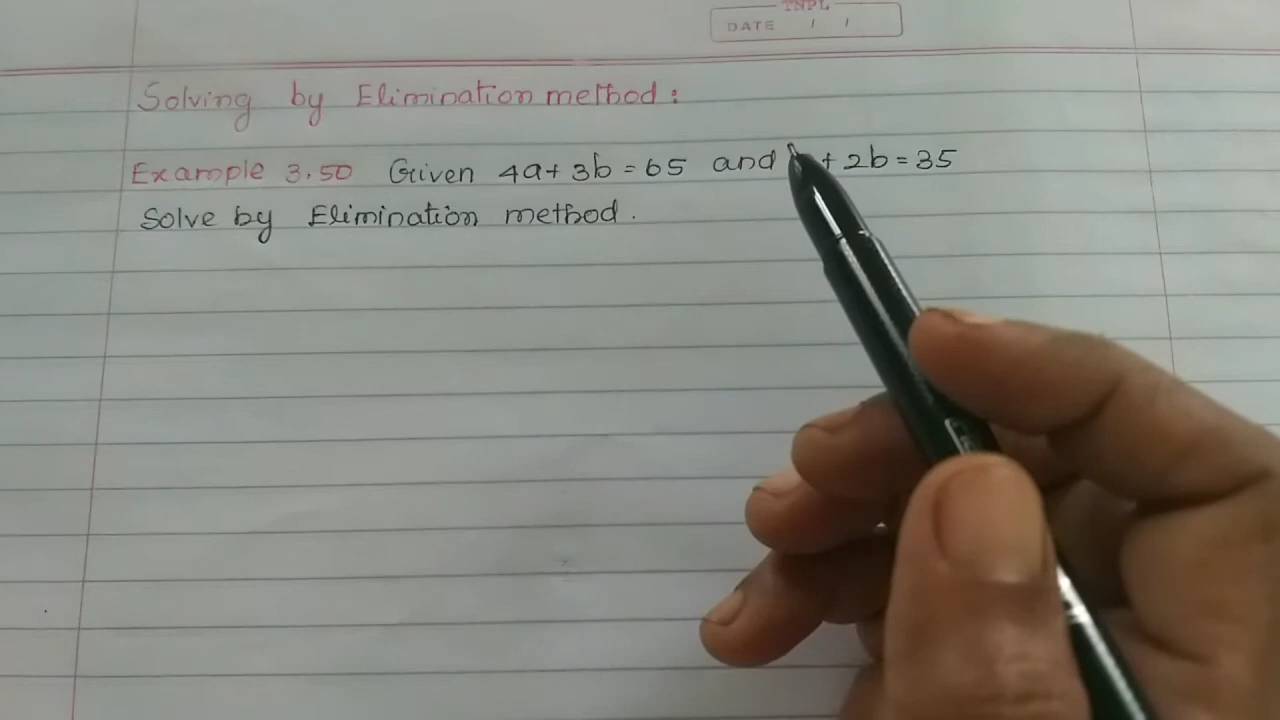 TNPL
DATE / /
Solving by Elimination method:
Example 3.50 Given 4a+3b=65 and + 2b=35
Solve by Elimination method.